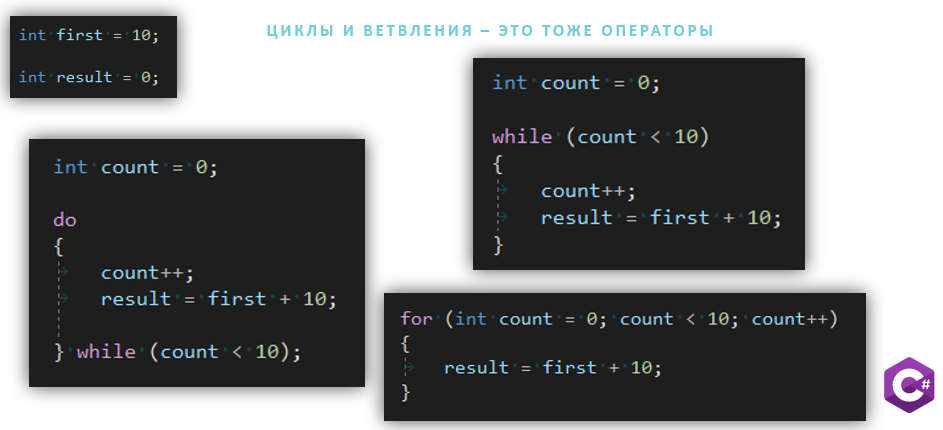 ЦИКЛЫ И ВЕТВЛЕНИЯ – ЭТО ТОЖЕ ОПЕРАТОРЫ
int first = 10;
int result = 0;
int count = 0;
do
{
count++;
result = first + 10;
} while (count < 10);
int count = 0;
while (count < 10)
{
count++;
result = first + 10;
}
for (int count = 0; count < 10; count++)
{
result = first + 10;
}
C#